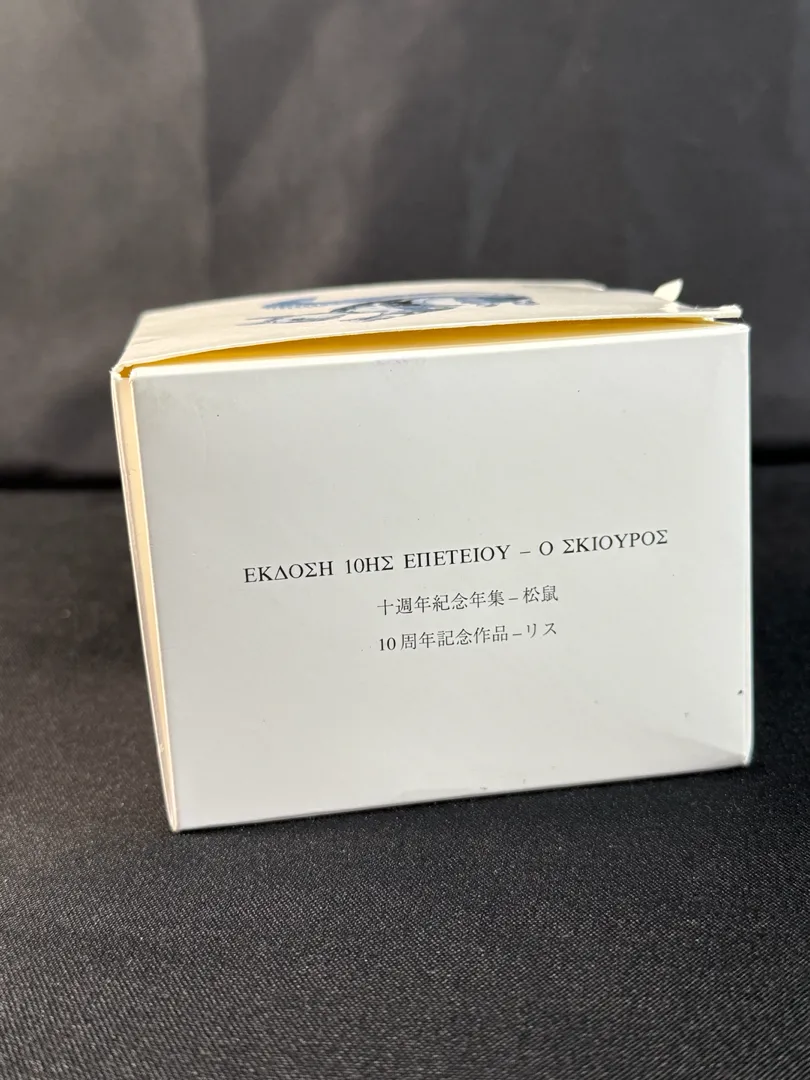 ΕΚΔΟΣΗ 10ΗΣ ΕΠΕΤΕΙΟΥ – Ο ΣΚΙΟΥΡΟΣ
十週年紀念年集–松鼠
10周年記念作品–リス